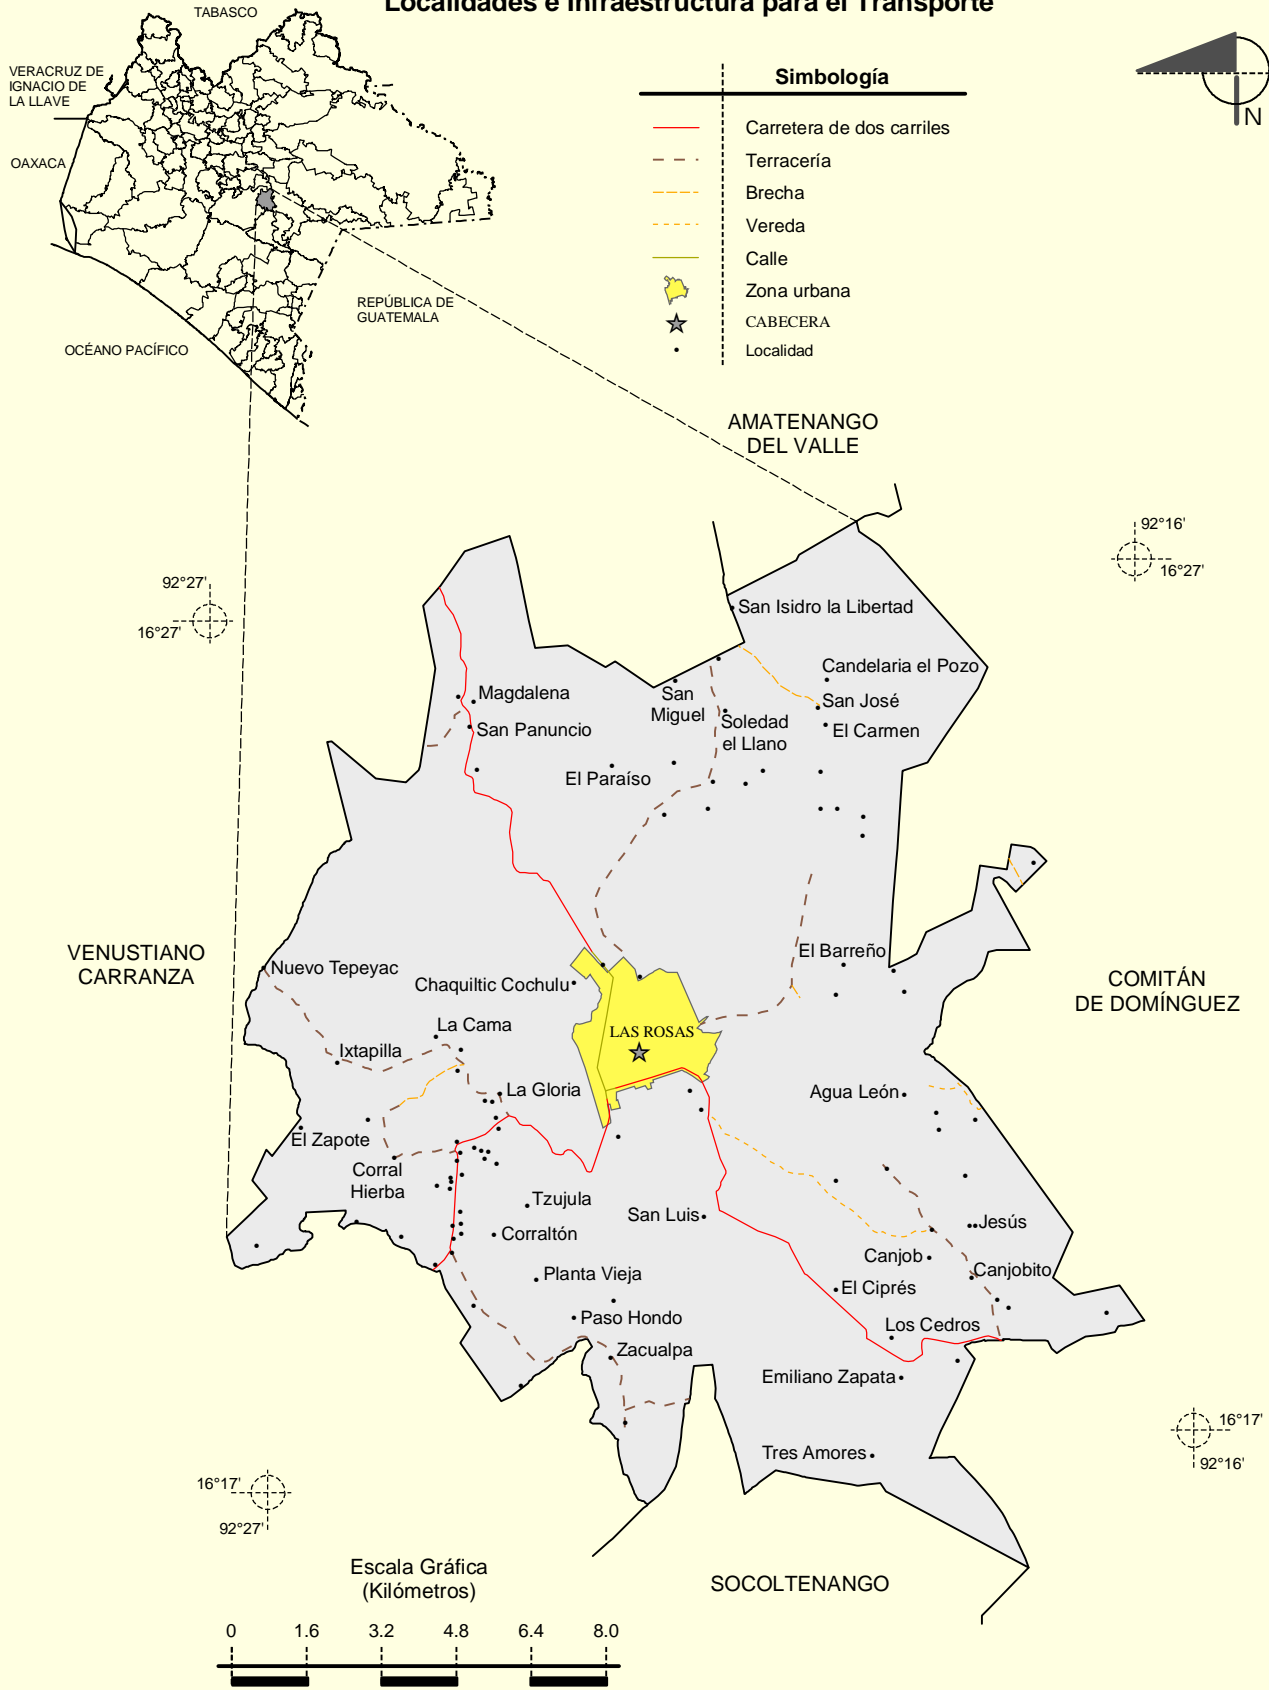 Localidades e Infraestructura para el Transporte
TABASCO
VERACRUZ DE
IGNACIO DE
LA LLAVE
OAXACA
REPÚBLICA DE
GUATEMALA
OCÉANO PACÍFICO
Simbología
Carretera de dos carriles
Terracería
Brecha
Vereda
Calle
Zona urbana
CABECERA
Localidad
N
AMATENANGO
DEL VALLE
92°16'
16°27'
92°27'
16°27'
San Isidro la Libertad
Candelaria el Pozo
Magdalena
San
Miguel
San José
Soledad
el Llano
San Panuncio
El Carmen
El Paraíso
VENUSTIANO
CARRANZA
El Barreño
Nuevo Tepeyac
Chaquiltic Cochulu
COMITÁN
DE DOMÍNGUEZ
La Cama
LAS ROSAS
Ixtapilla
La Gloria
Agua León
El Zapote
Corral
Hierba
Tzujula
San Luis
Jesús
Corraltón
Canjob
Canjobito
Planta Vieja
El Ciprés
Paso Hondo
Los Cedros
Zacualpa
Emiliano Zapata
Tres Amores
16°17'
92°16'
16°17'
92°27'
Escala Gráfica
(Kilómetros)
SOCOLTENANGO
0 1.6 3.2 4.8 6.4 8.0